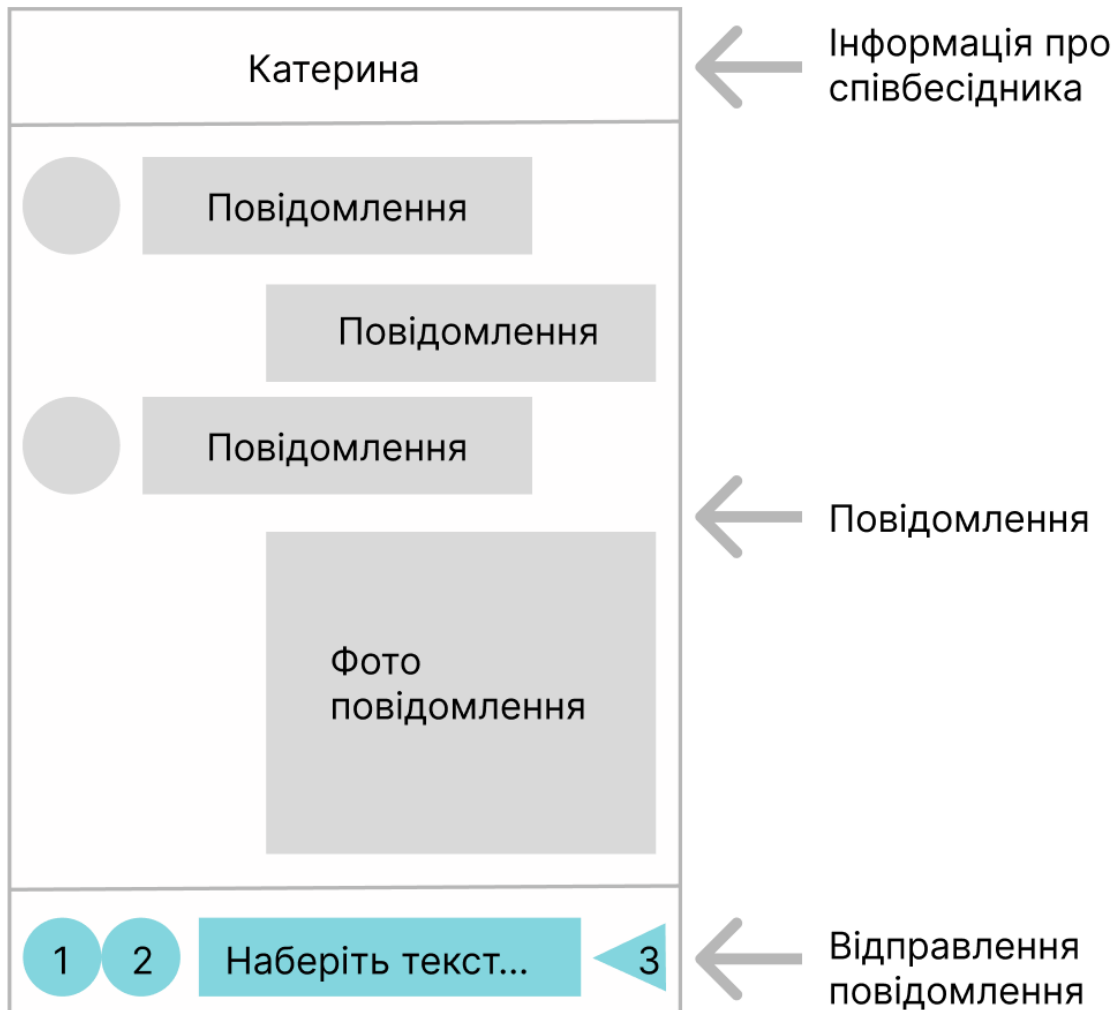 Катерина
Інформація про
співбесідника
Повідомлення
Повідомлення
Повідомлення
Повідомлення
Фото
повідомлення
1 2 Наберіть текст... 3
Відправлення
повідомлення